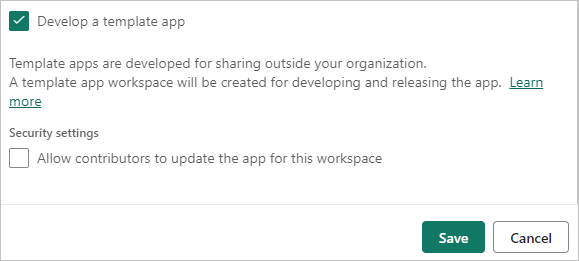 Develop a template app
Template apps are developed for sharing outside your organization.
A template app workspace will be created for developing and releasing the app. Learn
more
Security settings
Allow contributors to update the app for this workspace
Save Cancel